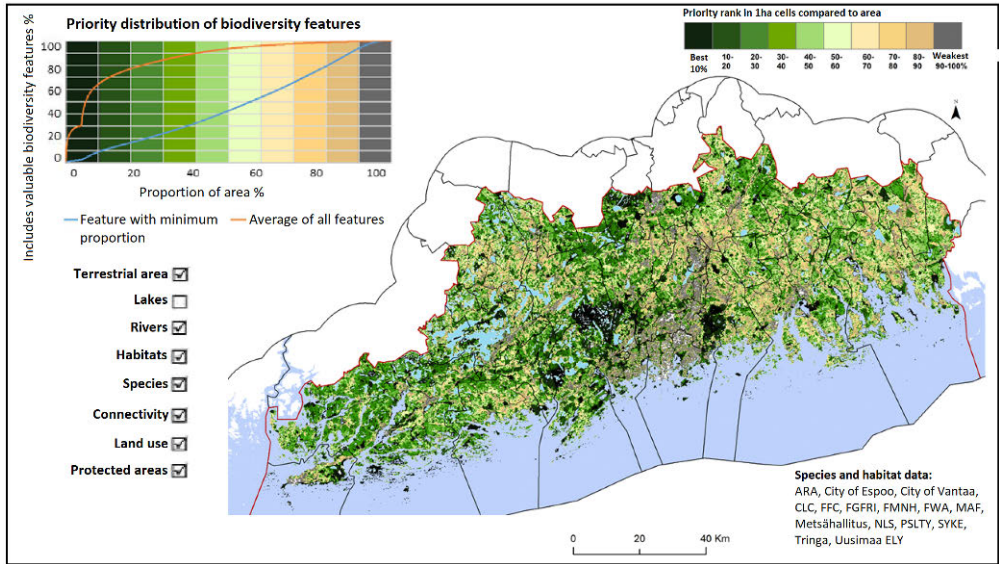 Priority distribution of biodiversity features
Includes valuable biodiversity features %
100
80
60
40
20
0
0 20 40 60 80 100
Proportion of area %
Feature with minimum
proportion
Average of all features
Terrestrial area
Lakes
Rivers
Habitats
Species
Connectivity
Land use
Protected areas
Priority rank in 1ha cells compared to area
Best 10- 20- 30- 40- 50- 60- 70- 80- Weakest
10% 20 30 40 50 60 70 80 90 90-100%
N
Species and habitat data:
ARA, City of Espoo, City of Vantaa,
CLC, FFC, FGFRI, FMNH, FWA, MAF,
Metsähallitus, NLS, PSLTY, SYKE,
Tringa, Uusimaa ELY
0 20 40 Km